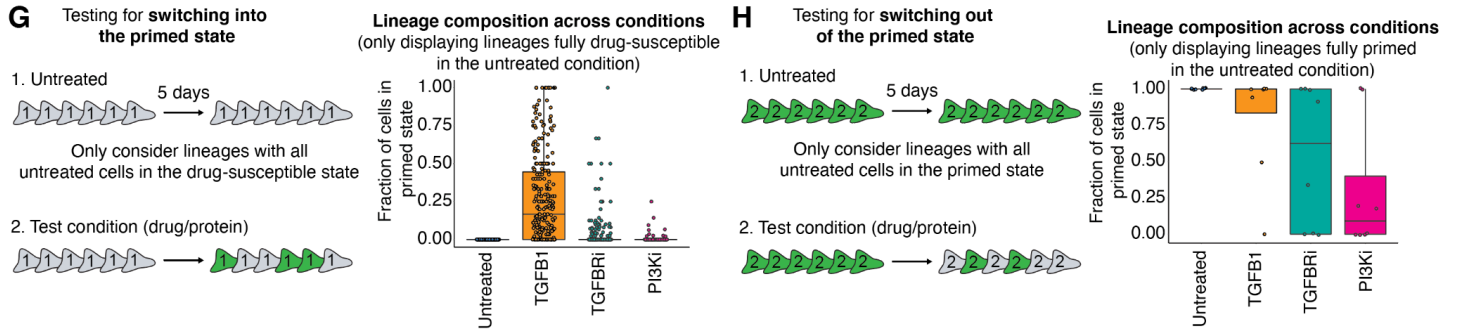 G
Testing for switching into
the primed state
1. Untreated
5 days
1 1 1 1 1 1
1 1 1 1 1 1
Only consider lineages with all
untreated cells in the drug-susceptible state
2. Test condition (drug/protein)
1 1 1 1 1 1
1 1 1 1 1 1
Lineage composition across conditions
(only displaying lineages fully drug-susceptible
in the untreated condition)
Fraction of cells in
primed state
1.00
0.75
0.50
0.25
0.00
Untreated
TGFB1
TGFBRi
PI3Ki
H
Testing for switching out
of the primed state
1. Untreated
5 days
2 2 2 2 2 2
2 2 2 2 2 2
Only consider lineages with all
untreated cells in the primed state
2. Test condition (drug/protein)
2 2 2 2 2 2
2 2 2 2 2 2
Lineage composition across conditions
(only displaying lineages fully primed
in the untreated condition)
Fraction of cells in
primed state
1.00
0.75
0.50
0.25
0.00
Untreated
TGFB1
TGFBRi
PI3Ki